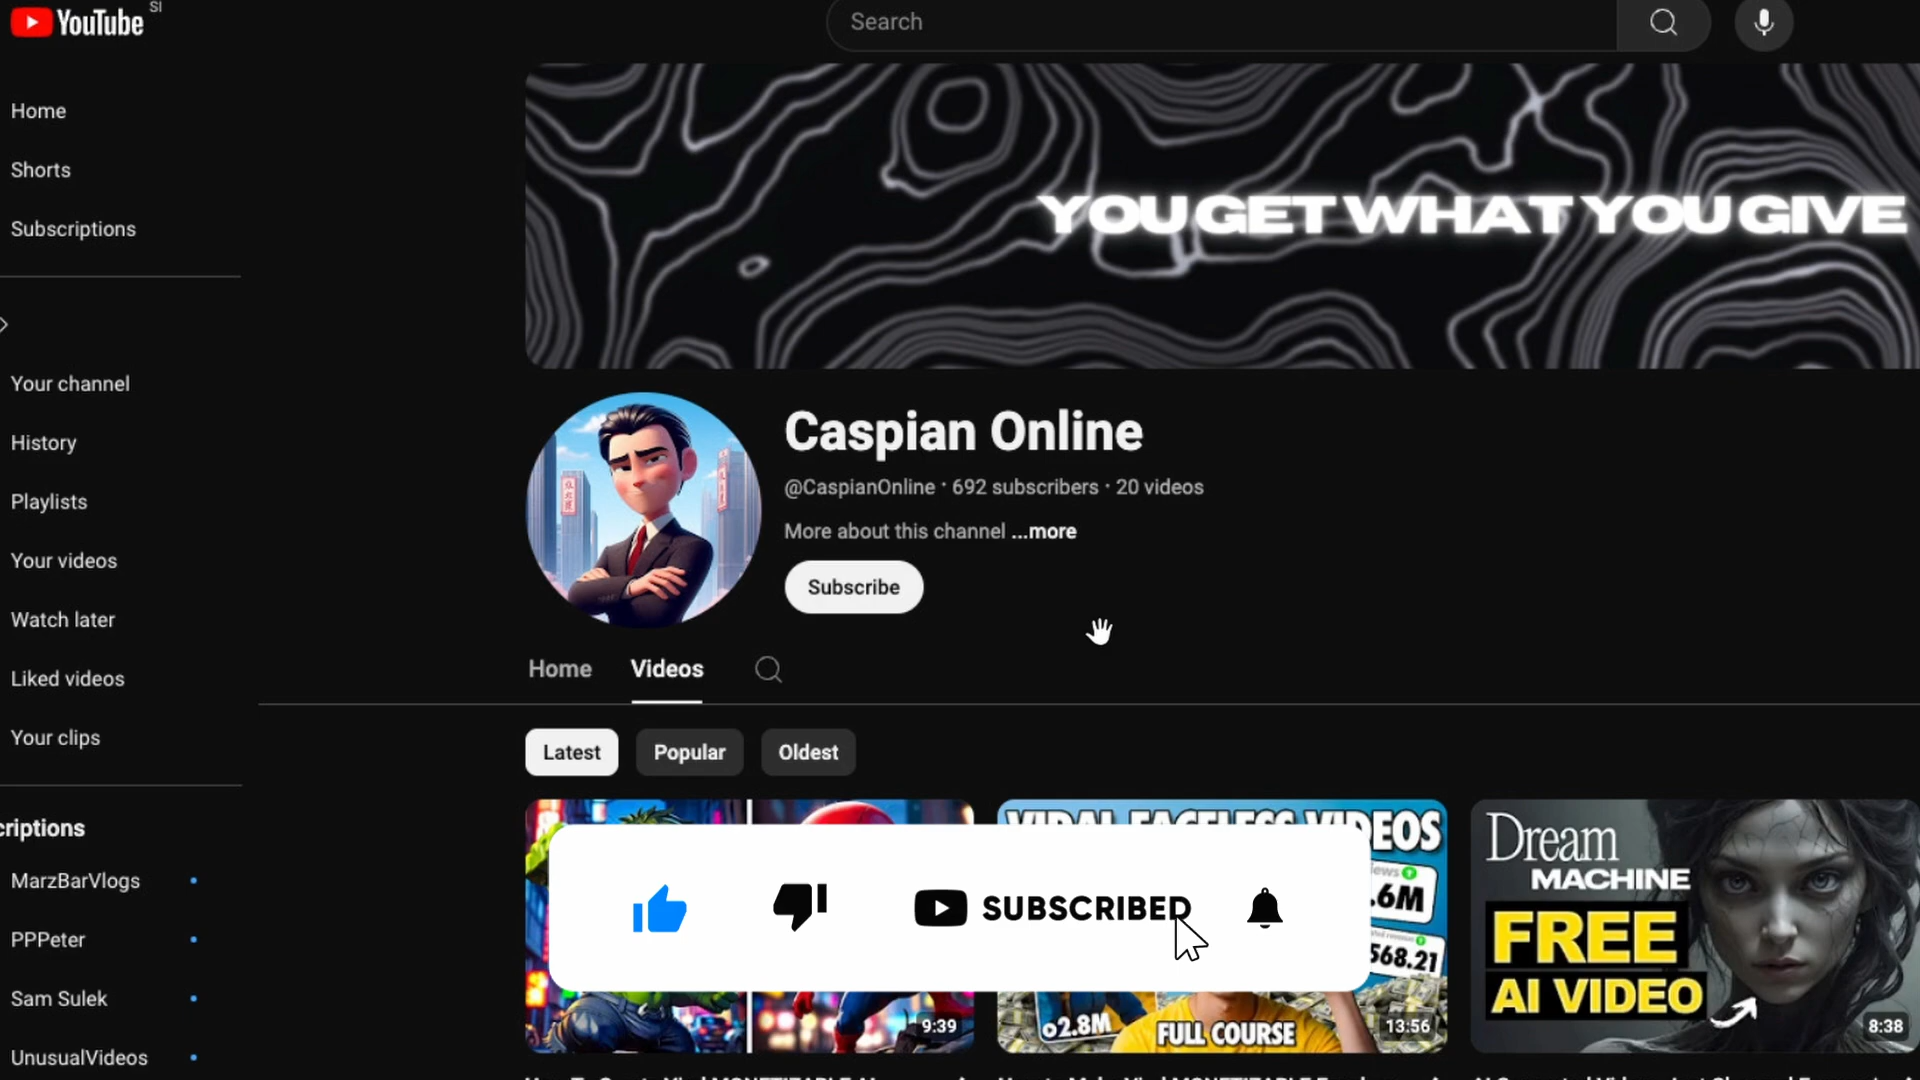 YouTube SI
Search
Home
Shorts
Subscriptions
Your channel
History
Playlists
Your videos
Watch later
Liked videos
Your clips
criptions
MarzBarVlogs
PPPeter
Sam Sulek
UnusualVideos
YOU GET WHAT YOU GIVE
Caspian Online
@CaspianOnline • 692 subscribers • 20 videos
More about this channel ...more
Subscribe
Home Videos
Latest Popular Oldest
VIRAL FACELESS VIDEOS
.6M
568.21
2.8M
FULL COURSE
9:39
13:56
Dream
MACHINE
FREE
AI VIDEO
8:38
SUBSCRIBED